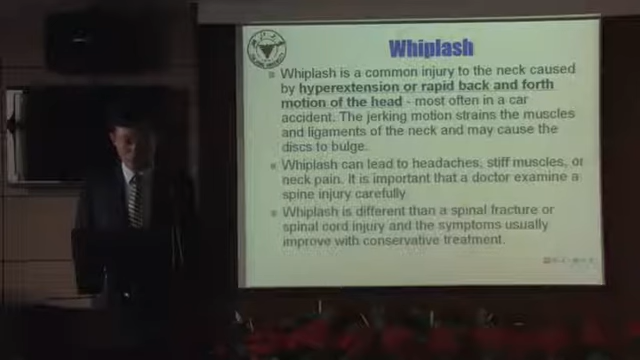 Whiplash
Whiplash is a common injury to the neck caused
by hyperextension or rapid back and forth
motion of the head - most often in a car
accident. The jerking motion strains the muscles
and ligaments of the neck and may cause the
discs to bulge.
Whiplash can lead to headaches, stiff muscles, or
neck pain. It is important that a doctor examine a
spine injury carefully
Whiplash is different than a spinal fracture or
spinal cord injury and the symptoms usually
improve with conservative treatment.